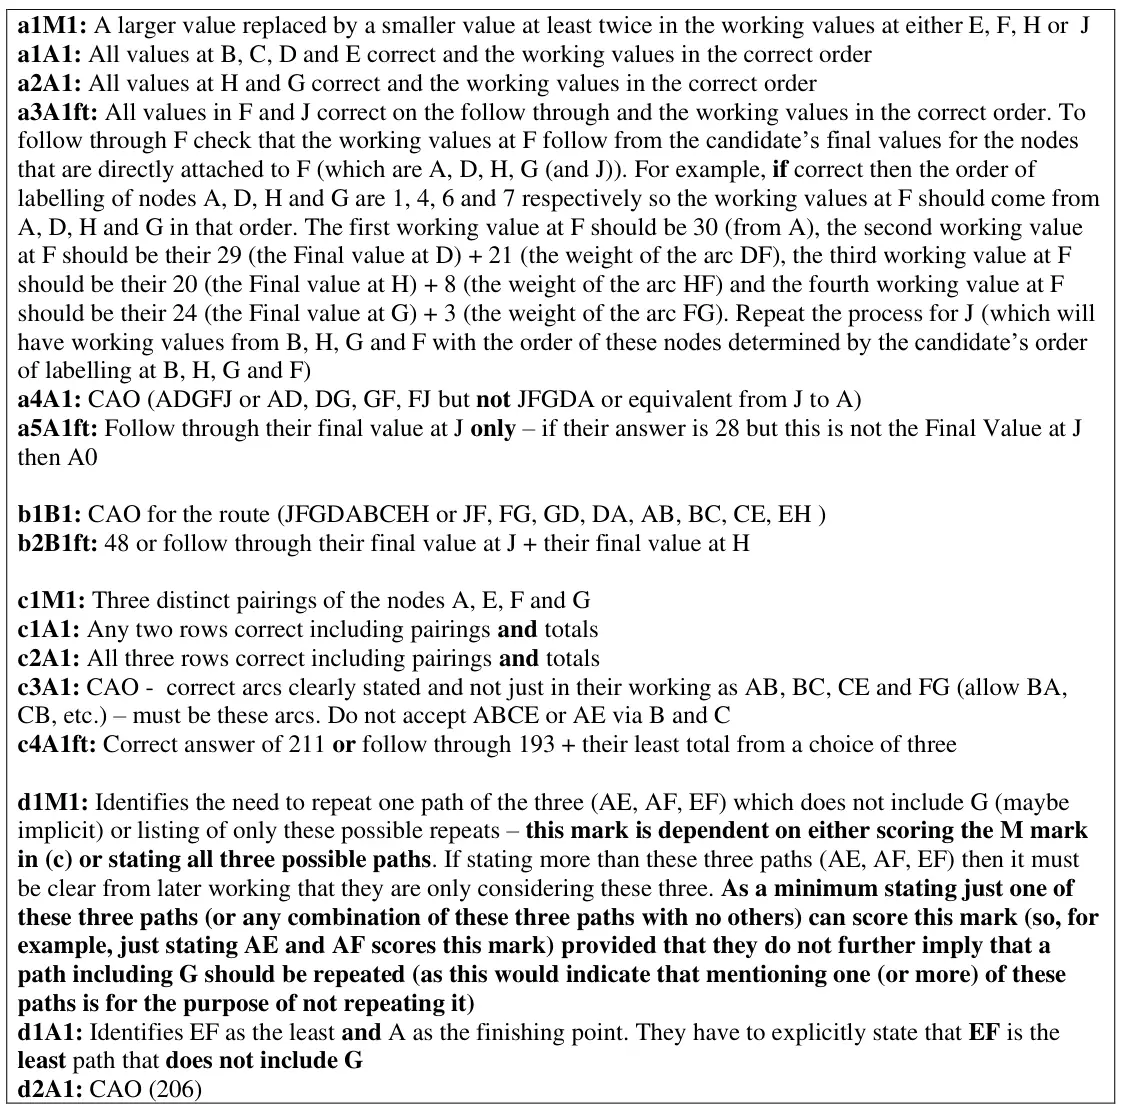 a1M1: A larger value replaced by a smaller value at least twice in the working values at either E, F, H or J
a1A1: All values at B, C, D and E correct and the working values in the correct order
a2A1: All values at H and G correct and the working values in the correct order
a3A1ft: All values in F and J correct on the follow through and the working values in the correct order. To
follow through F check that the working values at F follow from the candidate’s final values for the nodes
that are directly attached to F (which are A, D, H, G (and J)). For example, if correct then the order of
labelling of nodes A, D, H and G are 1, 4, 6 and 7 respectively so the working values at F should come from
A, D, H and G in that order. The first working value at F should be 30 (from A), the second working value
at F should be their 29 (the Final value at D) + 21 (the weight of the arc DF), the third working value at F
should be their 20 (the Final value at H) + 8 (the weight of the arc HF) and the fourth working value at F
should be their 24 (the Final value at G) + 3 (the weight of the arc FG). Repeat the process for J (which will
have working values from B, H, G and F with the order of these nodes determined by the candidate’s order
of labelling at B, H, G and F)
a4A1: CAO (ADGFJ or AD, DG, GF, FJ but not JFGDA or equivalent from J to A)
a5A1ft: Follow through their final value at J only – if their answer is 28 but this is not the Final Value at J
then A0
b1B1: CAO for the route (JFGDABCEH or JF, FG, GD, DA, AB, BC, CE, EH )
b2B1ft: 48 or follow through their final value at J + their final value at H
c1M1: Three distinct pairings of the nodes A, E, F and G
c1A1: Any two rows correct including pairings and totals
c2A1: All three rows correct including pairings and totals
c3A1: CAO - correct arcs clearly stated and not just in their working as AB, BC, CE and FG (allow BA,
CB, etc.) – must be these arcs. Do not accept ABCE or AE via B and C
c4A1ft: Correct answer of 211 or follow through 193 + their least total from a choice of three
d1M1: Identifies the need to repeat one path of the three (AE, AF, EF) which does not include G (maybe
implicit) or listing of only these possible repeats – this mark is dependent on either scoring the M mark
in (c) or stating all three possible paths. If stating more than these three paths (AE, AF, EF) then it must
be clear from later working that they are only considering these three. As a minimum stating just one of
these three paths (or any combination of these three paths with no others) can score this mark (so, for
example, just stating AE and AF scores this mark) provided that they do not further imply that a
path including G should be repeated (as this would indicate that mentioning one (or more) of these
paths is for the purpose of not repeating it)
d1A1: Identifies EF as the least and A as the finishing point. They have to explicitly state that EF is the
least path that does not include G
d2A1: CAO (206)